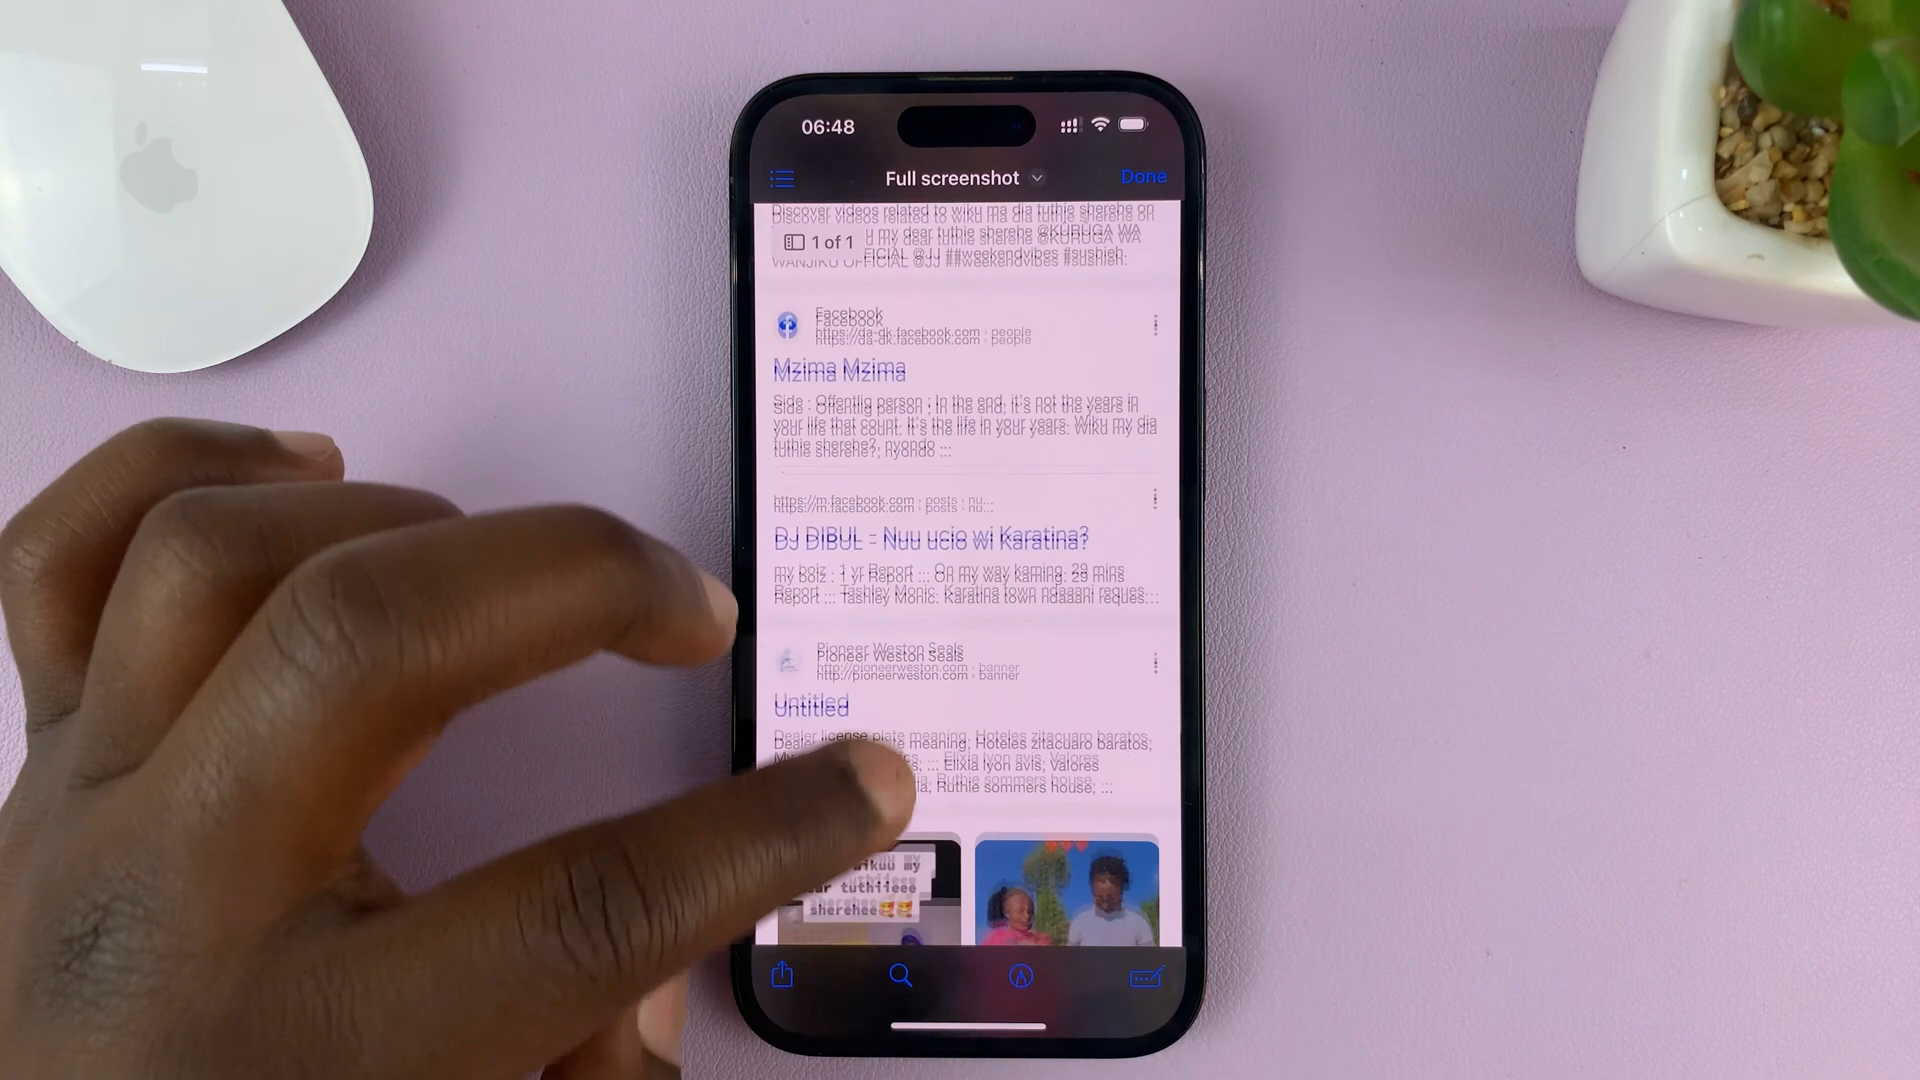 06:48
Full screenshot
Done
Discover videos related to wiku ma dia tuthie sherehe on
1 of 1
u my dear tuthie sherehe @KURUGA WA
WANJIKU OFFICIAL @JJ ##weekendvibes #sushieh.
Facebook
https://da-dk.facebook.com › people
Mzima Mzima
Side · Offentlig person ; In the end, it's not the years in
your life that count. It's the life in your years. Wiku my dia
tuthie sherehe?, nyondo ...
https://m.facebook.com › posts › nu...
DJ DIBUL - Nuu ucio wi Karatina?
my boiz : 1 yr Report ... On my way kaming. 29 mins
Report ... Tashley Monic. Karatina town ndaaani reques...
Pioneer Weston Seals
http://pioneerweston.com › banner
Untitled
Dealer license plate meaning, Hoteles zitacuaro baratos,
... Elixia lyon avis, Valores
Ruthie sommers house, ...
wikuu my
tuthiieee
sherehee🥰🥰